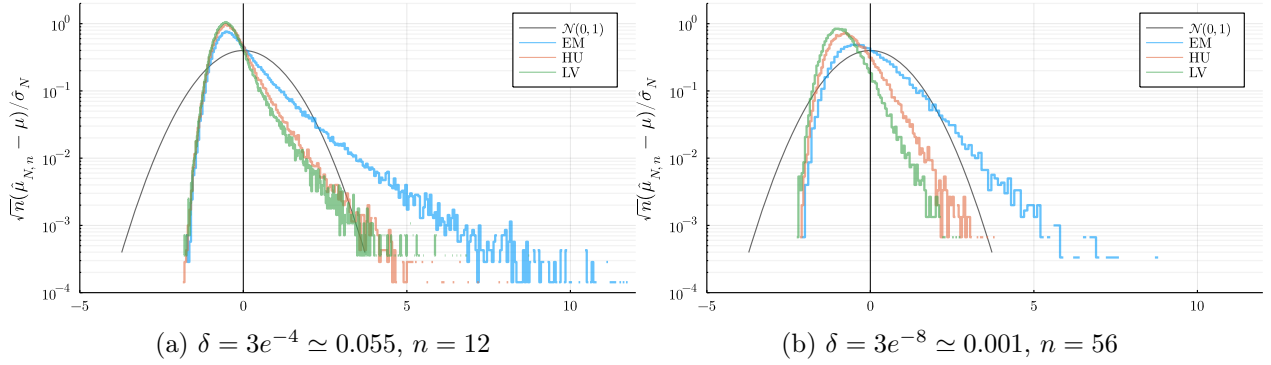 √n(μ̂_{N,n} − μ)/σ̂_N
10^0
10^{−1}
10^{−2}
10^{−3}
10^{−4}
−5
0
5
10
𝒩(0, 1)
EM
HU
LV
(a) δ = 3e^{−4} ≃ 0.055, n = 12
√n(μ̂_{N,n} − μ)/σ̂_N
10^0
10^{−1}
10^{−2}
10^{−3}
10^{−4}
−5
0
5
10
𝒩(0, 1)
EM
HU
LV
(b) δ = 3e^{−8} ≃ 0.001, n = 56